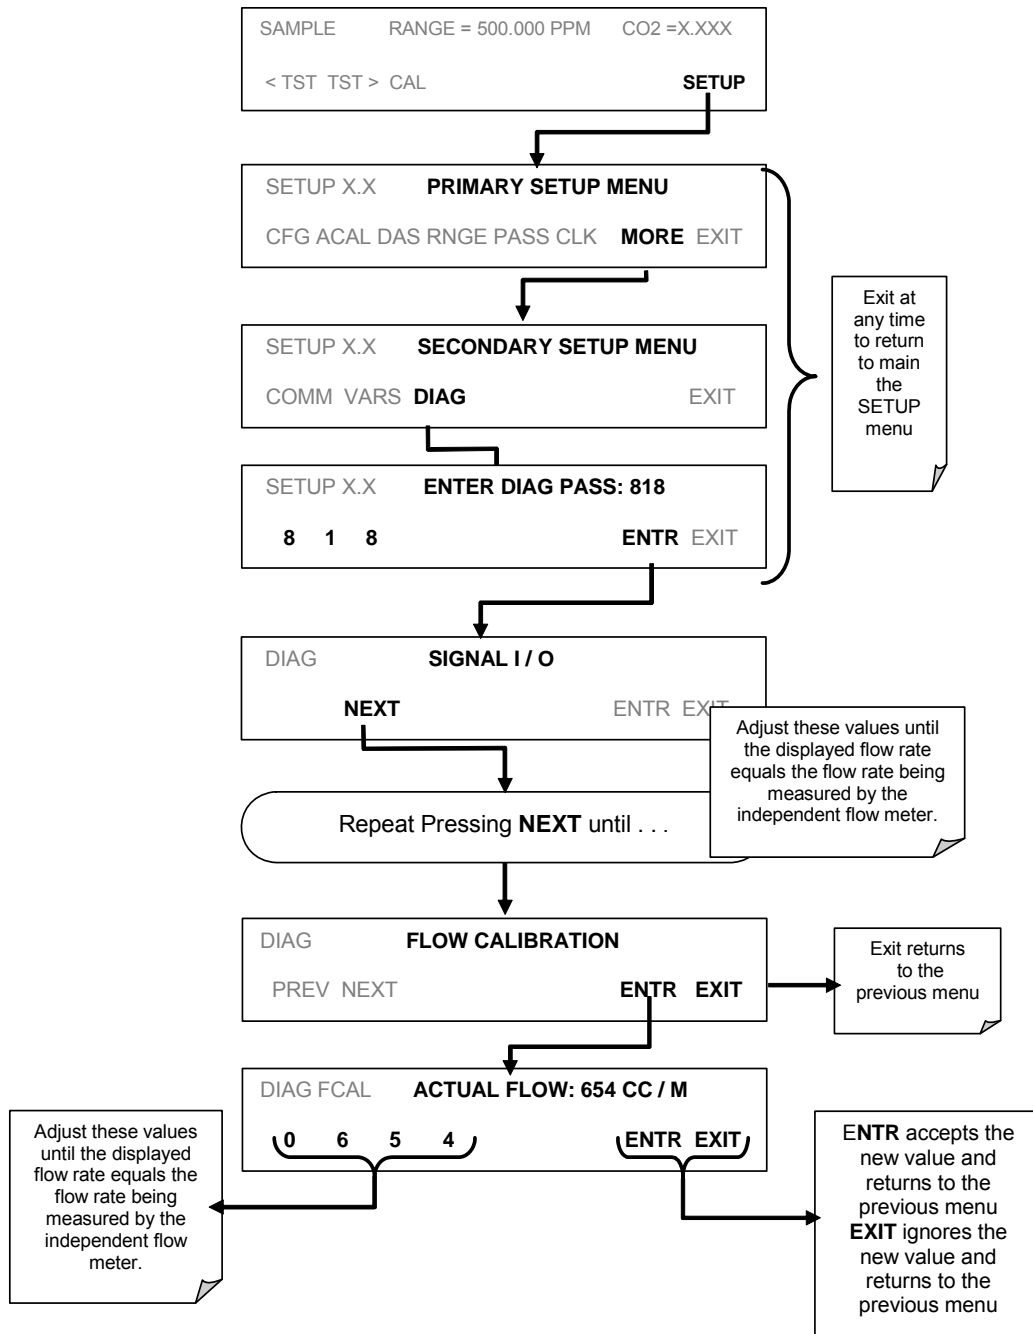 SAMPLE RANGE = 500.000 PPM CO2 =X.XXX
< TST TST > CAL SETUP
SETUP X.X PRIMARY SETUP MENU
CFG ACAL DAS RNGE PASS CLK MORE EXIT
Exit at
any time
to return
to main
the
SETUP
menu
SETUP X.X SECONDARY SETUP MENU
COMM VARS DIAG EXIT
SETUP X.X ENTER DIAG PASS: 818
8 1 8 ENTR EXIT
DIAG SIGNAL I / O
NEXT ENTR EXIT
Adjust these values until
the displayed flow rate
equals the flow rate being
measured by the
independent flow meter.
Repeat Pressing NEXT until . . .
DIAG FLOW CALIBRATION
PREV NEXT ENTR EXIT
Exit returns
to the
previous menu
DIAG FCAL ACTUAL FLOW: 654 CC / M
0 6 5 4 ENTR EXIT
Adjust these values
until the displayed
flow rate equals the
flow rate being
measured by the
independent flow
meter.
ENTR accepts the
new value and
returns to the
previous menu
EXIT ignores the
new value and
returns to the
previous menu